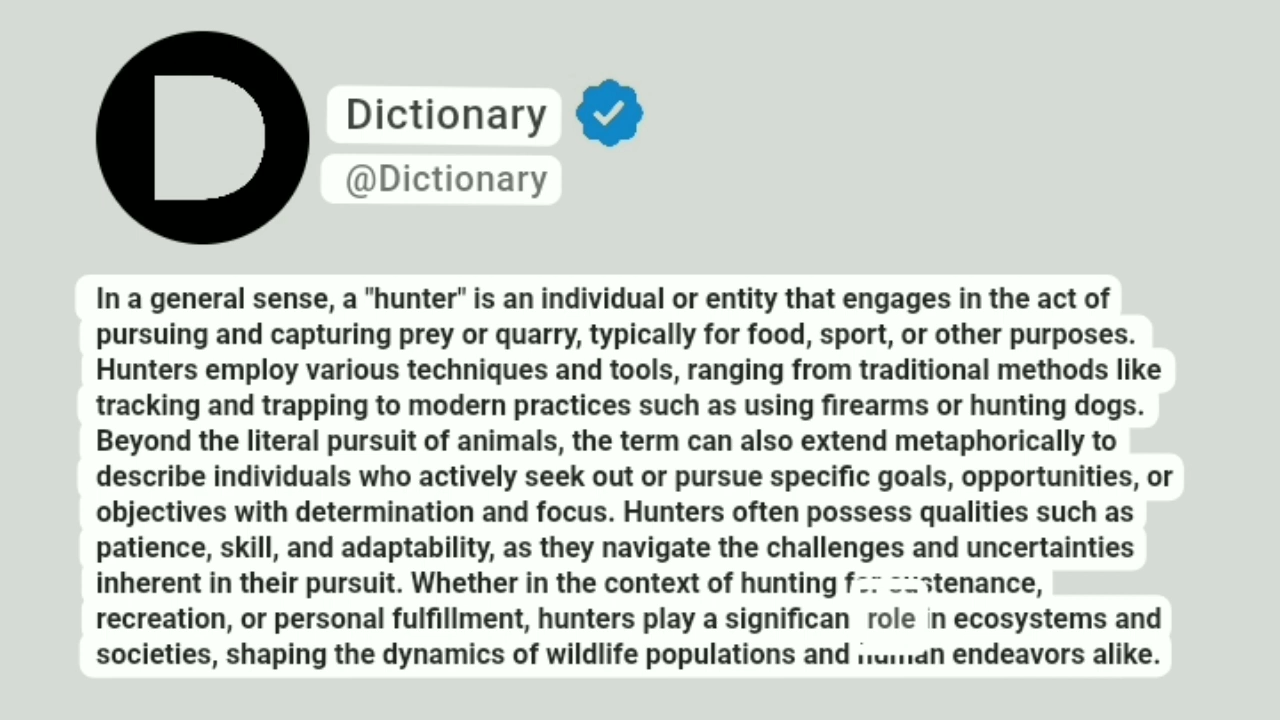 D
Dictionary
@Dictionary
In a general sense, a "hunter" is an individual or entity that engages in the act of
pursuing and capturing prey or quarry, typically for food, sport, or other purposes.
Hunters employ various techniques and tools, ranging from traditional methods like
tracking and trapping to modern practices such as using firearms or hunting dogs.
Beyond the literal pursuit of animals, the term can also extend metaphorically to
describe individuals who actively seek out or pursue specific goals, opportunities, or
objectives with determination and focus. Hunters often possess qualities such as
patience, skill, and adaptability, as they navigate the challenges and uncertainties
inherent in their pursuit. Whether in the context of hunting for sustenance,
recreation, or personal fulfillment, hunters play a significan role in ecosystems and
societies, shaping the dynamics of wildlife populations and human endeavors alike.